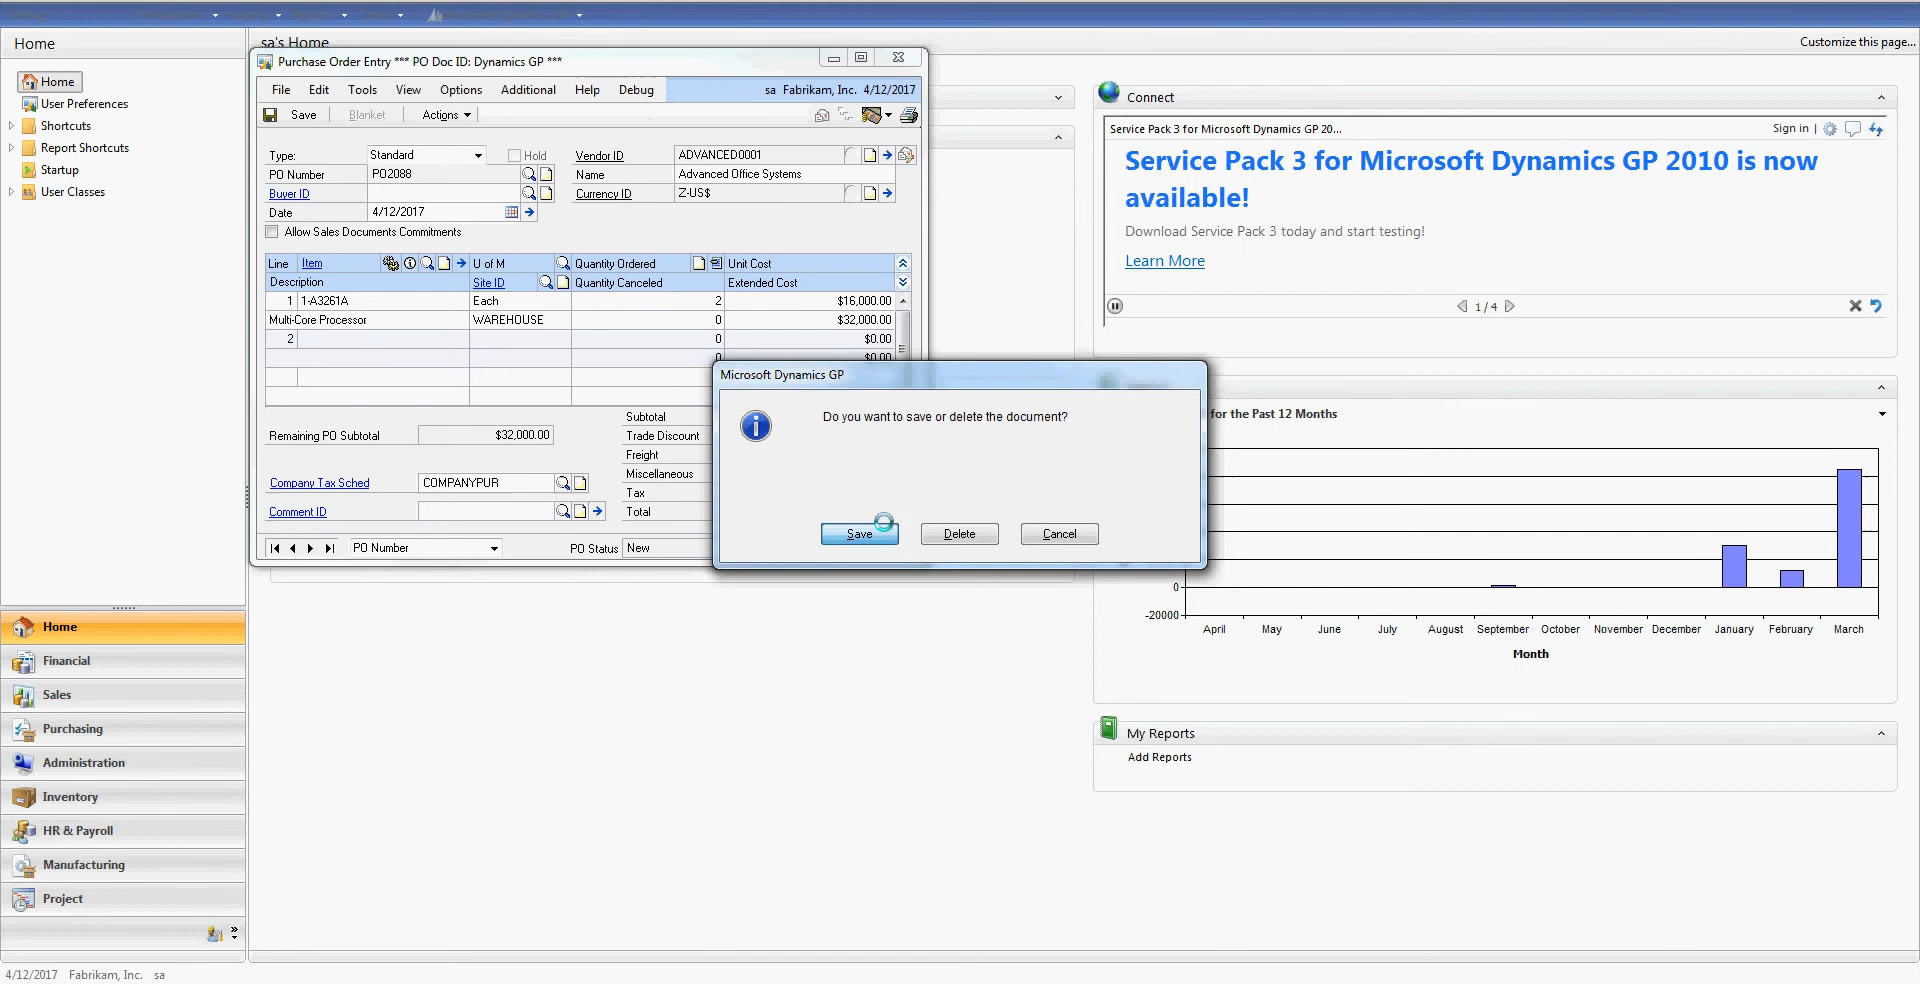 Home
sa's Home
Customize this page...
Home
User Preferences
Shortcuts
Report Shortcuts
Startup
User Classes
Purchase Order Entry *** PO Doc ID: Dynamics GP ***
File Edit Tools View Options Additional Help Debug
sa Fabrikam, Inc. 4/12/2017
Save Blanket Actions
Type: Standard Hold
PO Number PO2088
Buyer ID
Date 4/12/2017
Vendor ID ADVANCED0001
Name Advanced Office Systems
Currency ID Z-US$
Allow Sales Documents Commitments
Line Item U of M Quantity Ordered Unit Cost
Description Site ID Quantity Canceled Extended Cost
1 1-A3261A Each 2 $16,000.00
Multi-Core Processor WAREHOUSE 0 $32,000.00
2 0 $0.00
0 $0.00
Remaining PO Subtotal $32,000.00
Company Tax Sched COMPANYPUR
Comment ID
Subtotal
Trade Discount
Freight
Miscellaneous
Tax
Total
PO Number
PO Status New
Microsoft Dynamics GP
Do you want to save or delete the document?
Save Delete Cancel
Connect
Service Pack 3 for Microsoft Dynamics GP 20...
Sign in |
Service Pack 3 for Microsoft Dynamics GP 2010 is now
available!
Download Service Pack 3 today and start testing!
Learn More
1 / 4
for the Past 12 Months
0
-20000
April May June July August September October November December January February March
Month
My Reports
Add Reports
Home
Financial
Sales
Purchasing
Administration
Inventory
HR & Payroll
Manufacturing
Project
4/12/2017 Fabrikam, Inc. sa